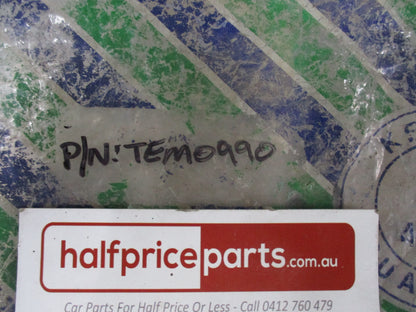 P/N: TEM0990
halfpriceparts.com.au
Car Parts For Half Price Or Less - Call 0412 760 479